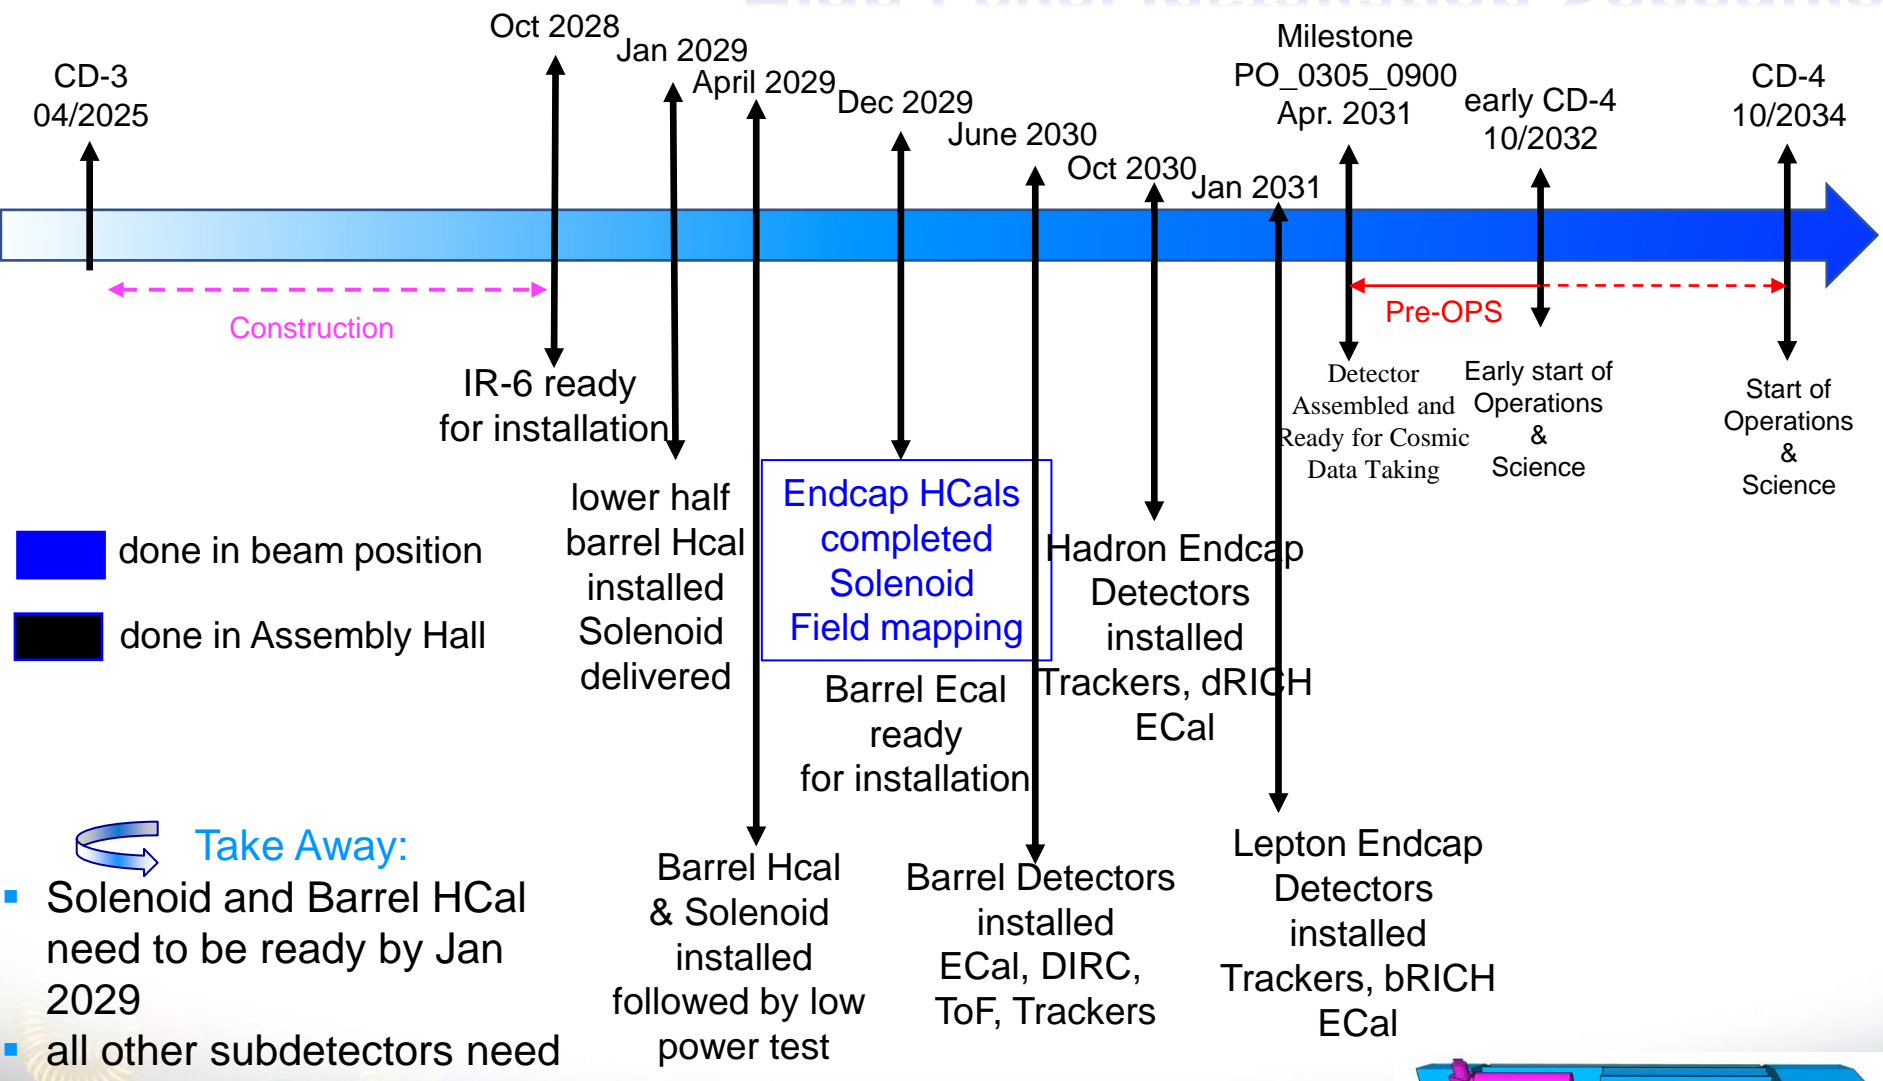 Oct 2028
Jan 2029
April 2029
Dec 2029
June 2030
Oct 2030
Jan 2031
CD-3
04/2025
Milestone
PO_0305_0900
Apr. 2031
early CD-4
10/2032
CD-4
10/2034
Construction
Pre-OPS
IR-6 ready
for installation
lower half
barrel Hcal
installed
Solenoid
delivered
Endcap HCals
completed
Solenoid
Field mapping
Barrel Ecal
ready
for installation
Hadron Endcap
Detectors
installed
Trackers, dRICH
ECal
Detector
Assembled and
Ready for Cosmic
Data Taking
Early start of
Operations
&
Science
Start of
Operations
&
Science
done in beam position
done in Assembly Hall
Take Away:
▪ Solenoid and Barrel HCal
need to be ready by Jan
2029
▪ all other subdetectors need
Barrel Hcal
& Solenoid
installed
followed by low
power test
Barrel Detectors
installed
ECal, DIRC,
ToF, Trackers
Lepton Endcap
Detectors
installed
Trackers, bRICH
ECal